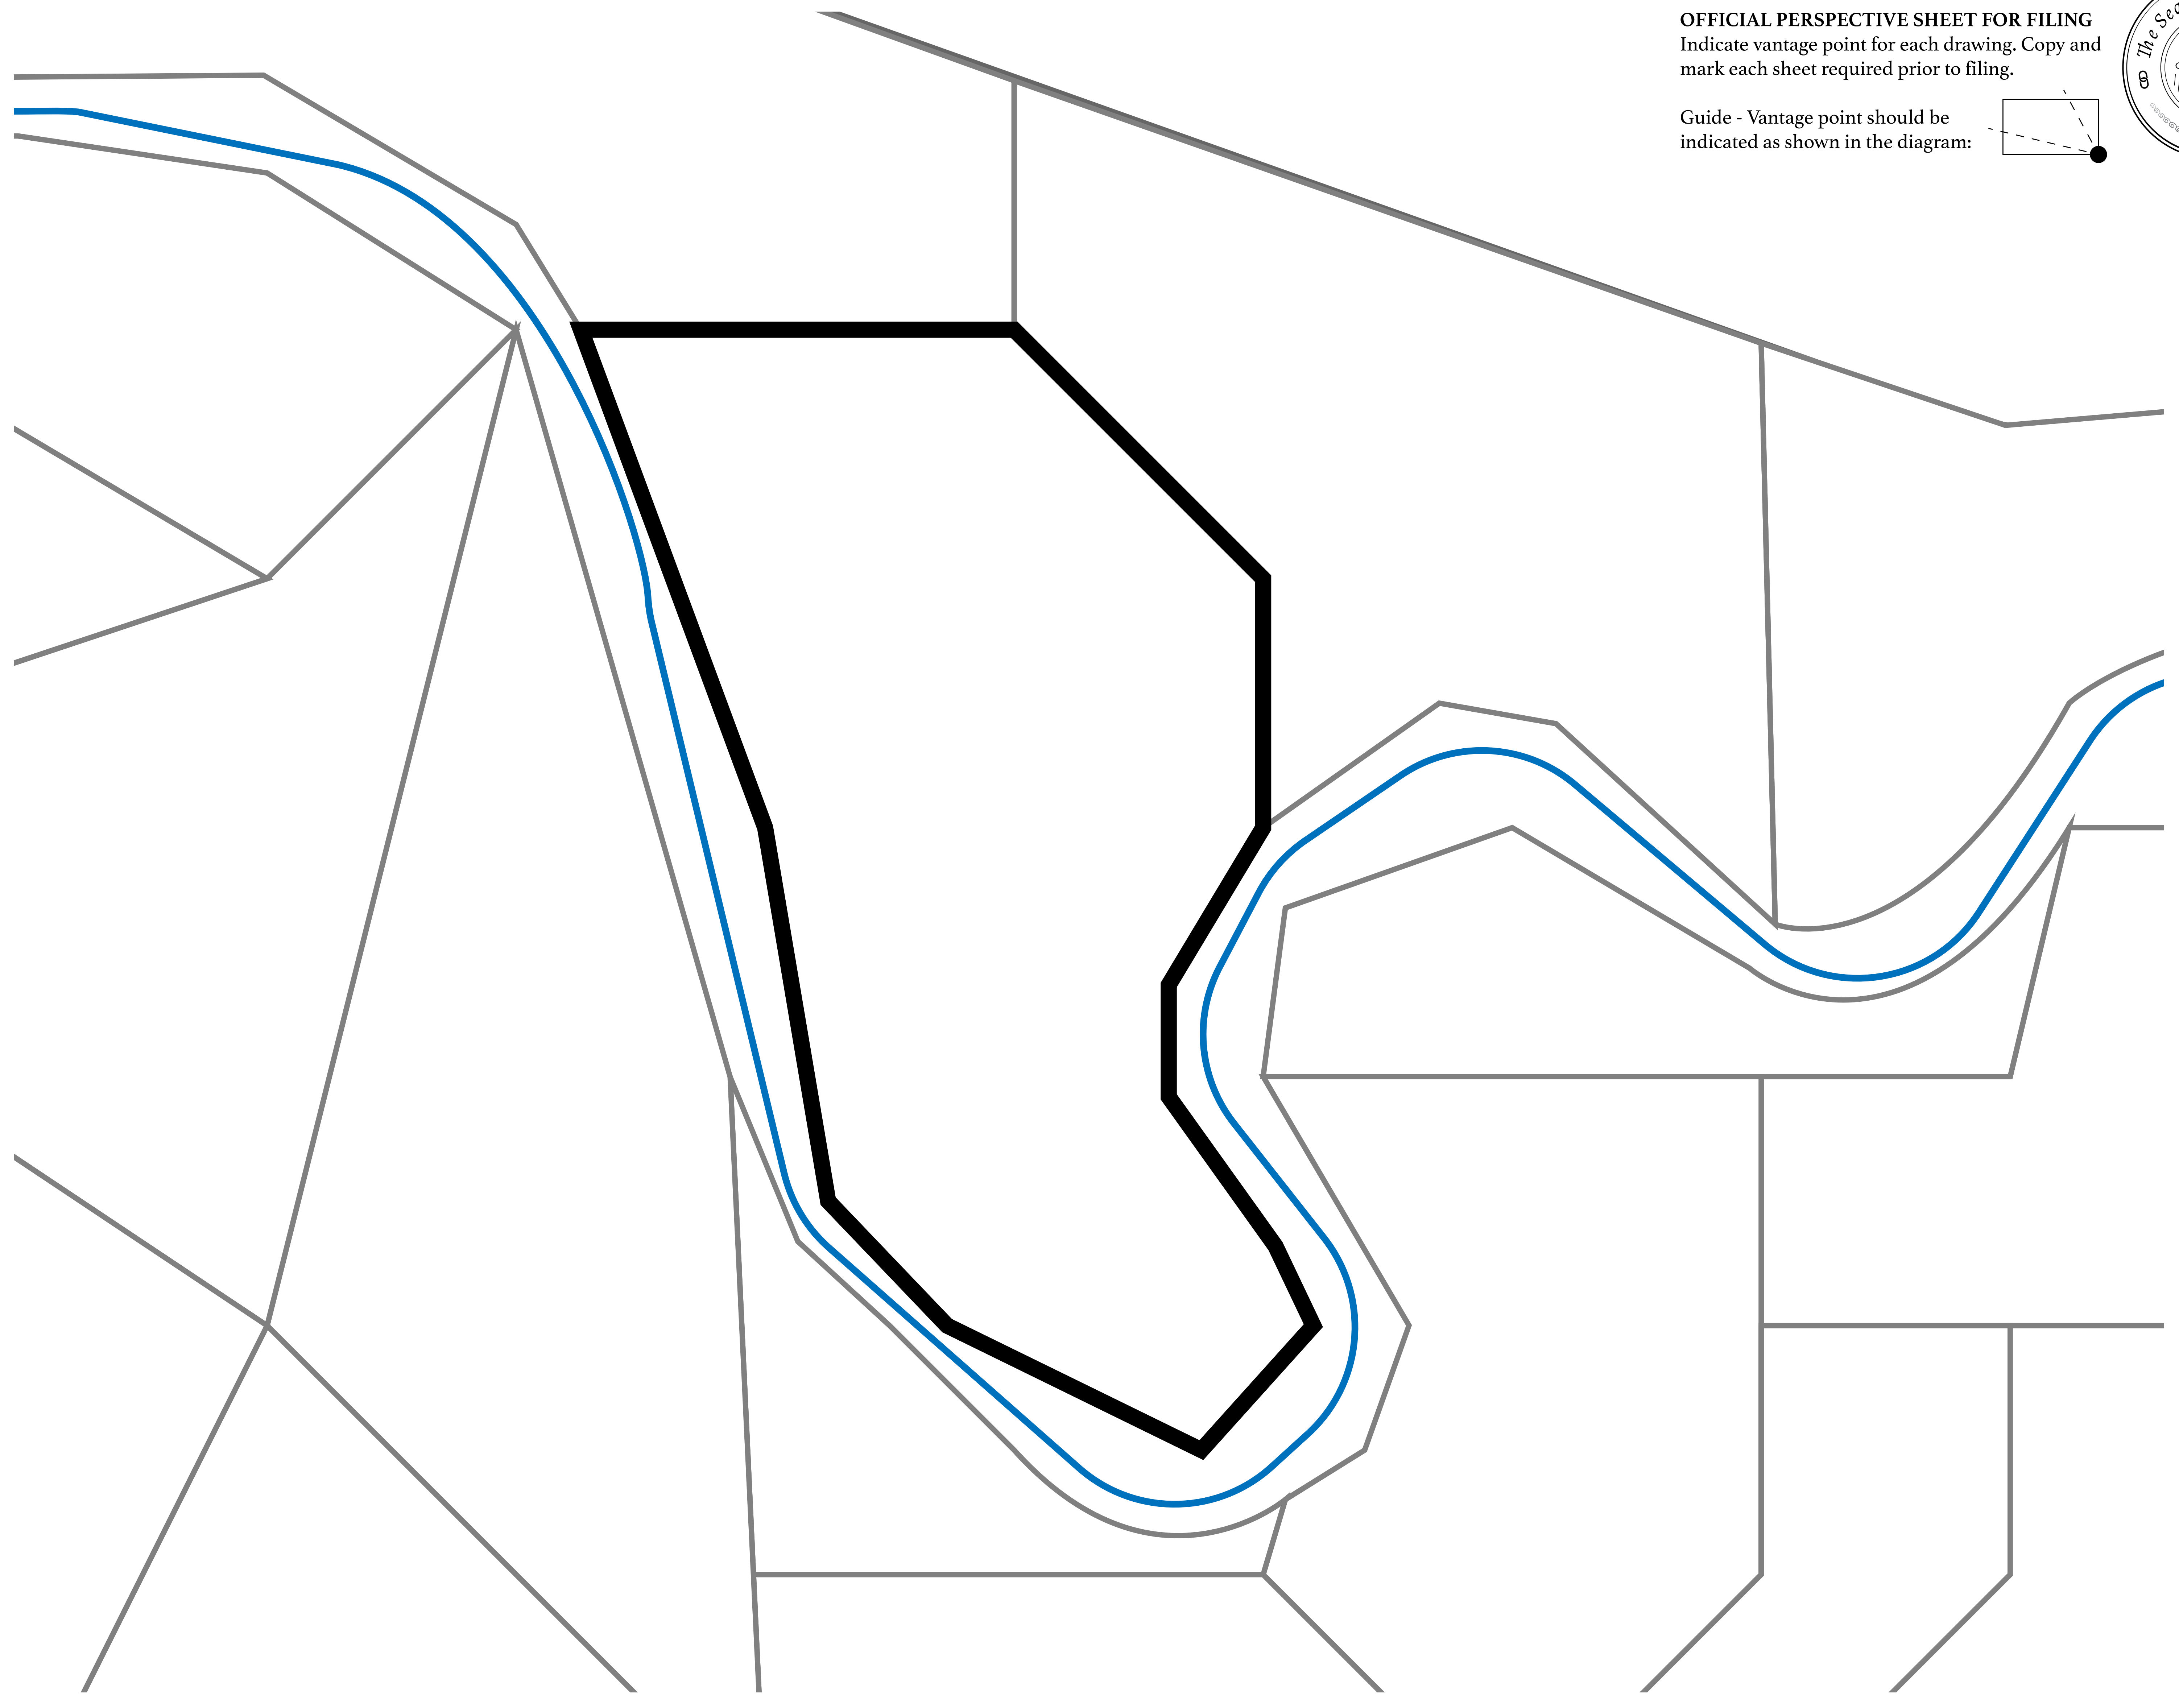 OFFICIAL PERSPECTIVE SHEET FOR FILING
Indicate vantage point for each drawing. Copy and
mark each sheet required prior to filing.
Guide - Vantage point should be
indicated as shown in the diagram:
The